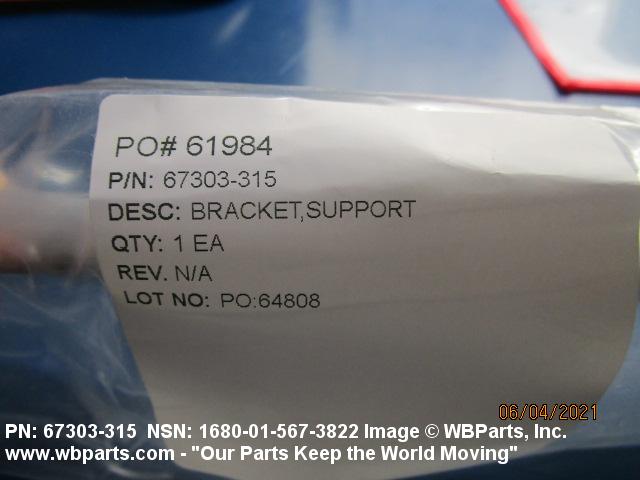 PO# 61984
P/N: 67303-315
DESC: BRACKET,SUPPORT
QTY: 1 EA
REV. N/A
LOT NO: PO:64808
06/04/2021
PN: 67303-315 NSN: 1680-01-567-3822 Image © WBParts, Inc.
www.wbparts.com - "Our Parts Keep the World Moving"